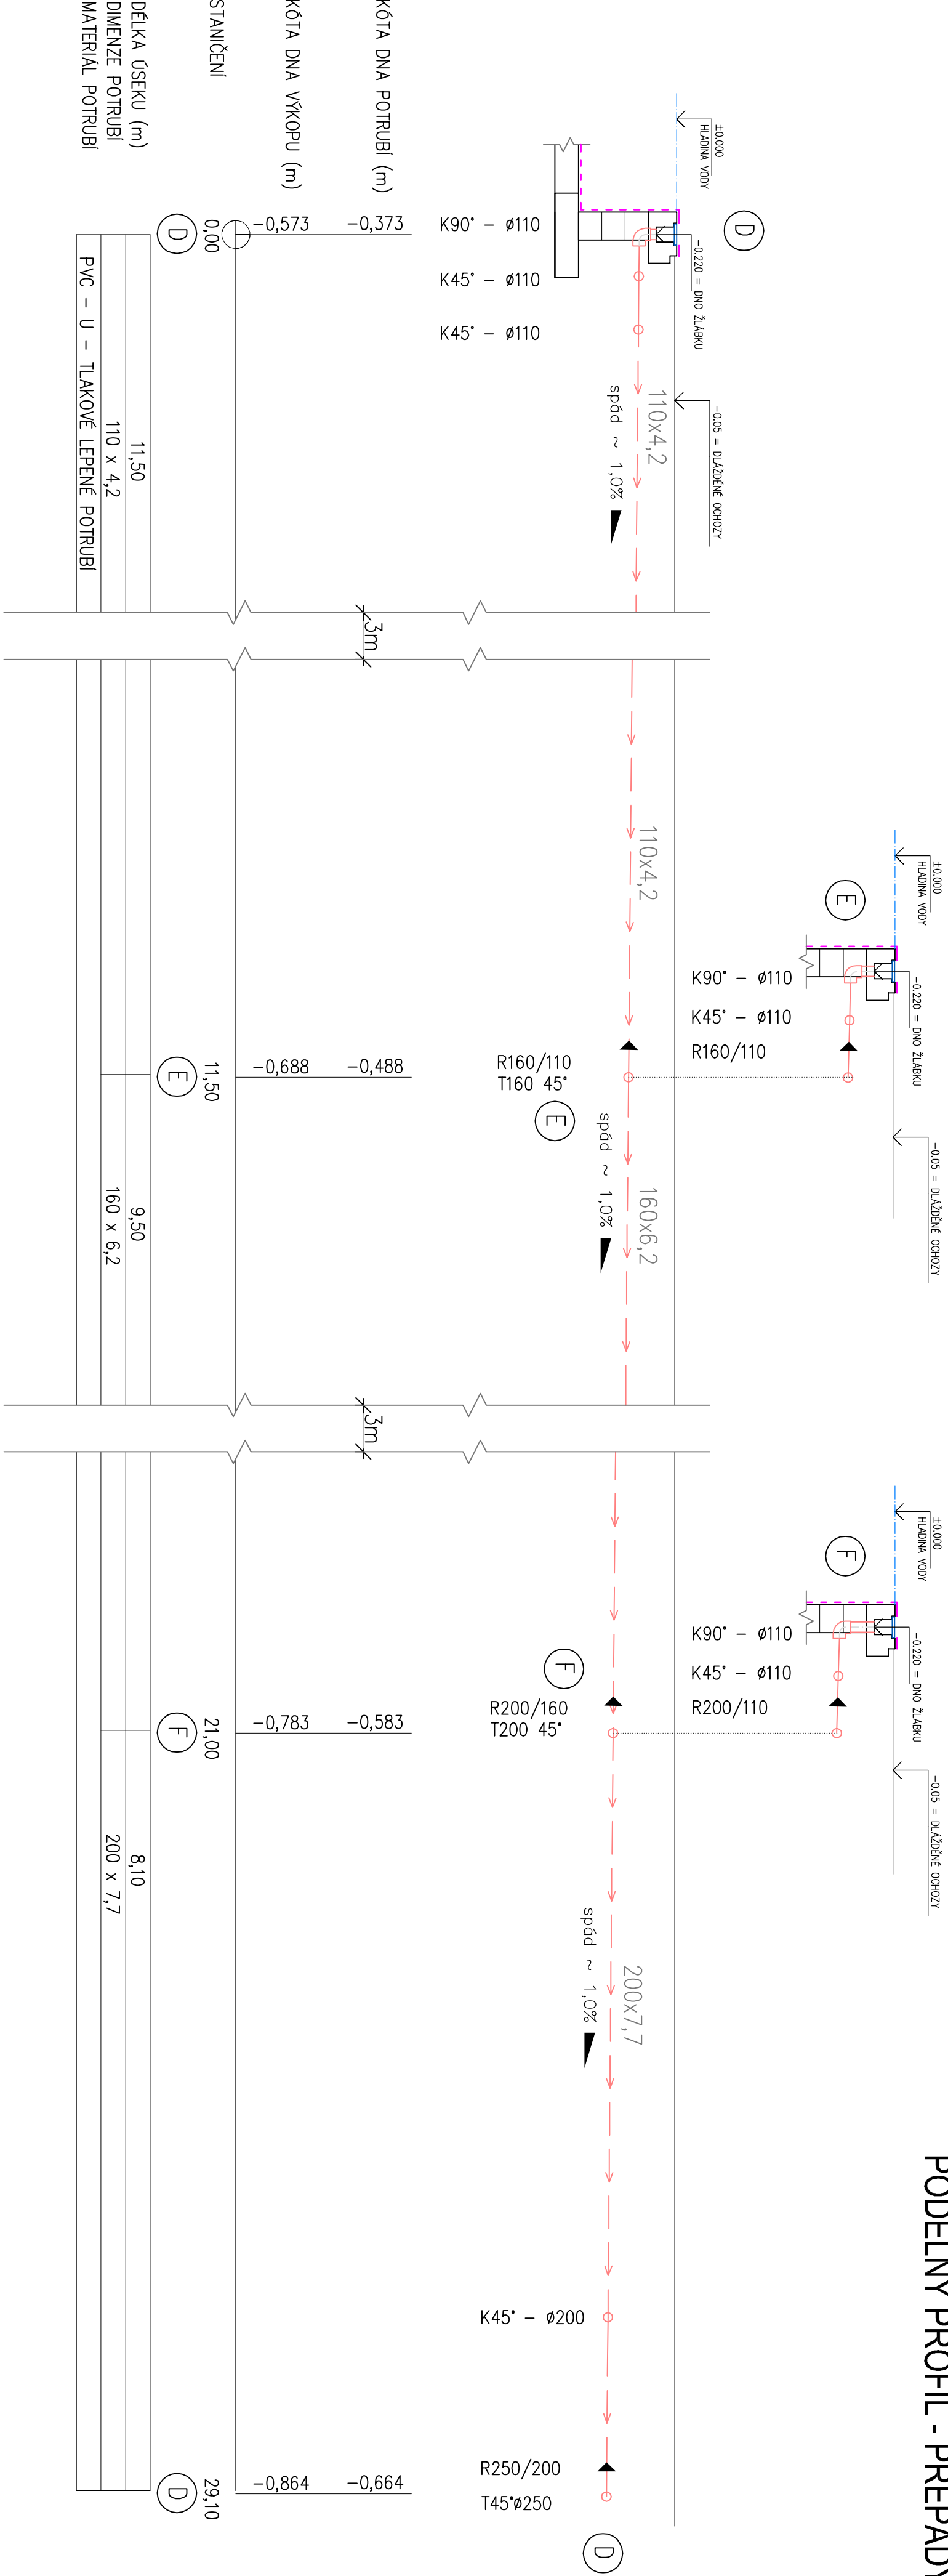 PODÉLNÝ PROFIL - PŘEPADY
±0.000
HLADINA VODY
D
-0.220 = DNO ŽLÁBKU
-0.05 = DLÁŽDĚNÉ OCHOZY
±0.000
HLADINA VODY
E
-0.220 = DNO ŽLÁBKU
-0.05 = DLÁŽDĚNÉ OCHOZY
K90° - ø110
K45° - ø110
R160/110
±0.000
HLADINA VODY
F
-0.220 = DNO ŽLÁBKU
-0.05 = DLÁŽDĚNÉ OCHOZY
K90° - ø110
K45° - ø110
R200/110
110x4,2
spád ~ 1,0%
110x4,2
160x6,2
spád ~ 1,0%
200x7,7
spád ~ 1,0%
K90° - ø110
K45° - ø110
K45° - ø110
R160/110
T160 45°
E
F
R200/160
T200 45°
K45° - ø200
R250/200
T45°ø250
D
3m
3m
KÓTA DNA POTRUBÍ (m)
-0,373
-0,488
-0,583
-0,664
KÓTA DNA VÝKOPU (m)
-0,573
-0,688
-0,783
-0,864
STANIČENÍ
0,00
11,50
21,00
29,10
D
E
F
D
DÉLKA ÚSEKU (m)
11,50
9,50
8,10
DIMENZE POTRUBÍ
110 x 4,2
160 x 6,2
200 x 7,7
MATERIÁL POTRUBÍ
PVC - U - TLAKOVÉ LEPENÉ POTRUBÍ